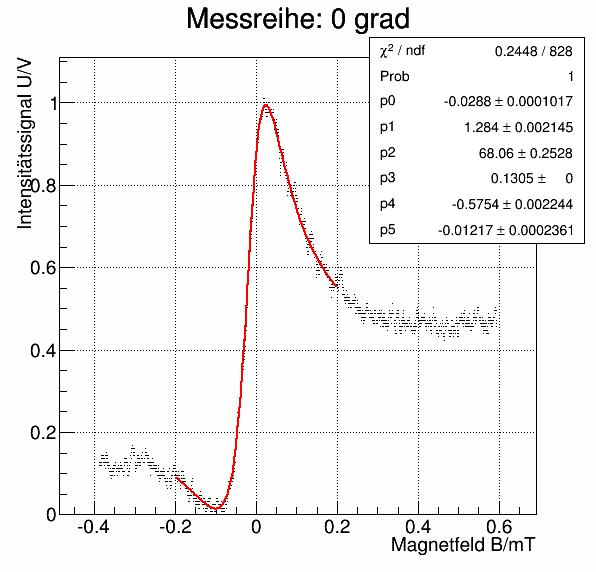 Messreihe: 0 grad
χ² / ndf 0.2448 / 828
Prob 1
p0 -0.0288 ± 0.0001017
p1 1.284 ± 0.002145
p2 68.06 ± 0.2528
p3 0.1305 ± 0
p4 -0.5754 ± 0.002244
p5 -0.01217 ± 0.0002361
Intensitätssignal U/V
1
0.8
0.6
0.4
0.2
0
-0.4 -0.2 0 0.2 0.4 0.6
Magnetfeld B/mT